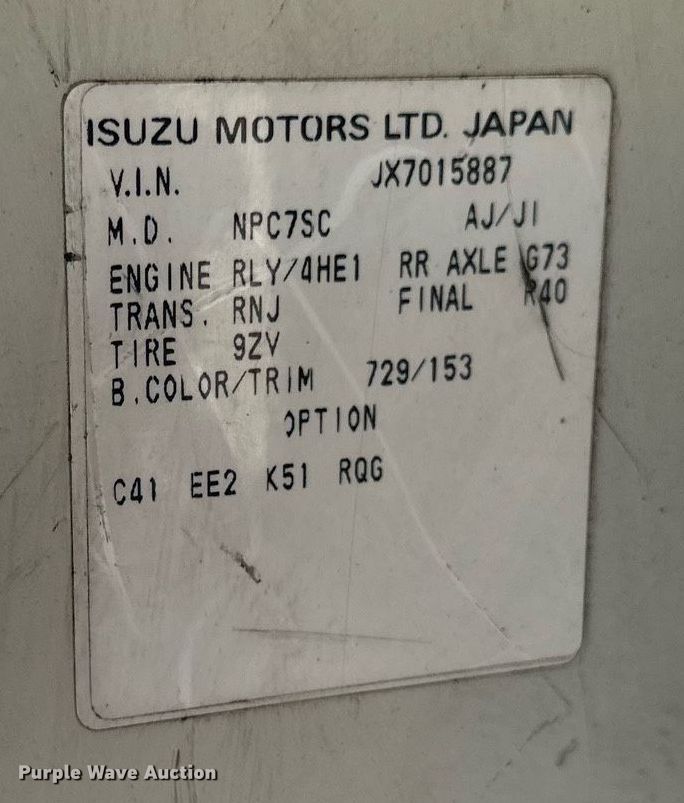 ISUZU MOTORS LTD. JAPAN
V.I.N. JX7015887
M.D. NPC7SC AJ/JI
ENGINE RLY/4HE1 RR AXLE G73
TRANS. RNJ FINAL R40
TIRE 9ZV
B.COLOR/TRIM 729/153
OPTION
C41 EE2 K51 RQG
Purple Wave Auction